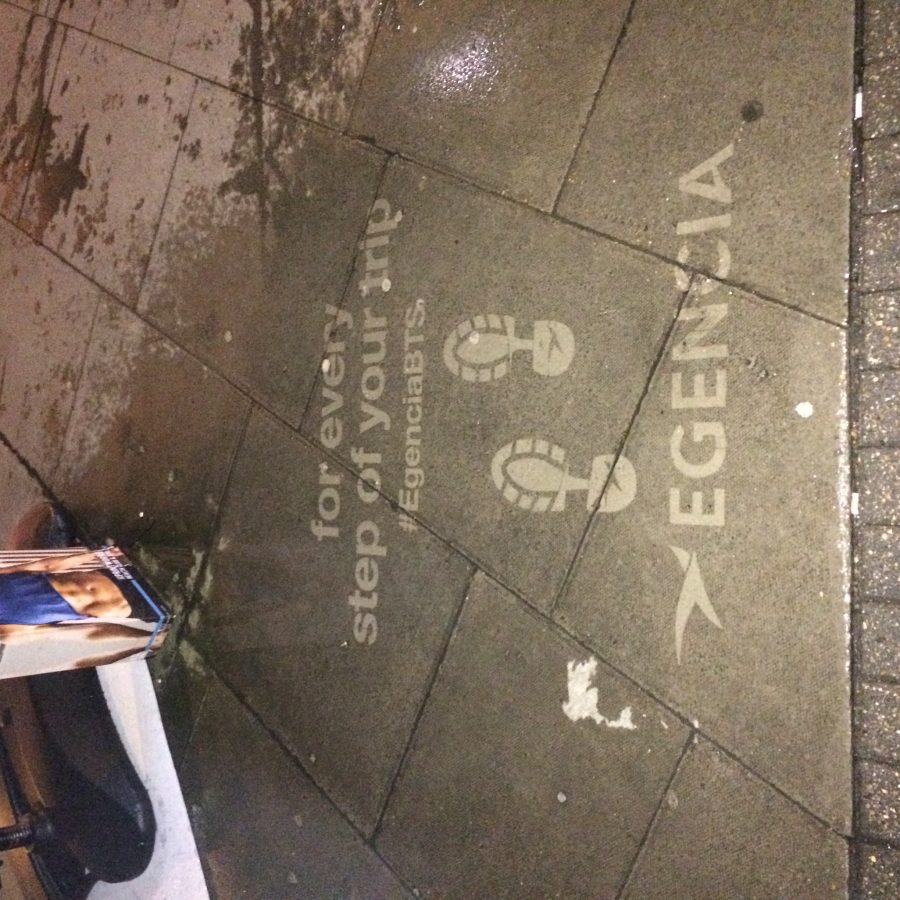 for every
step of your trip
#EgenciaBTS.
EGENCIA